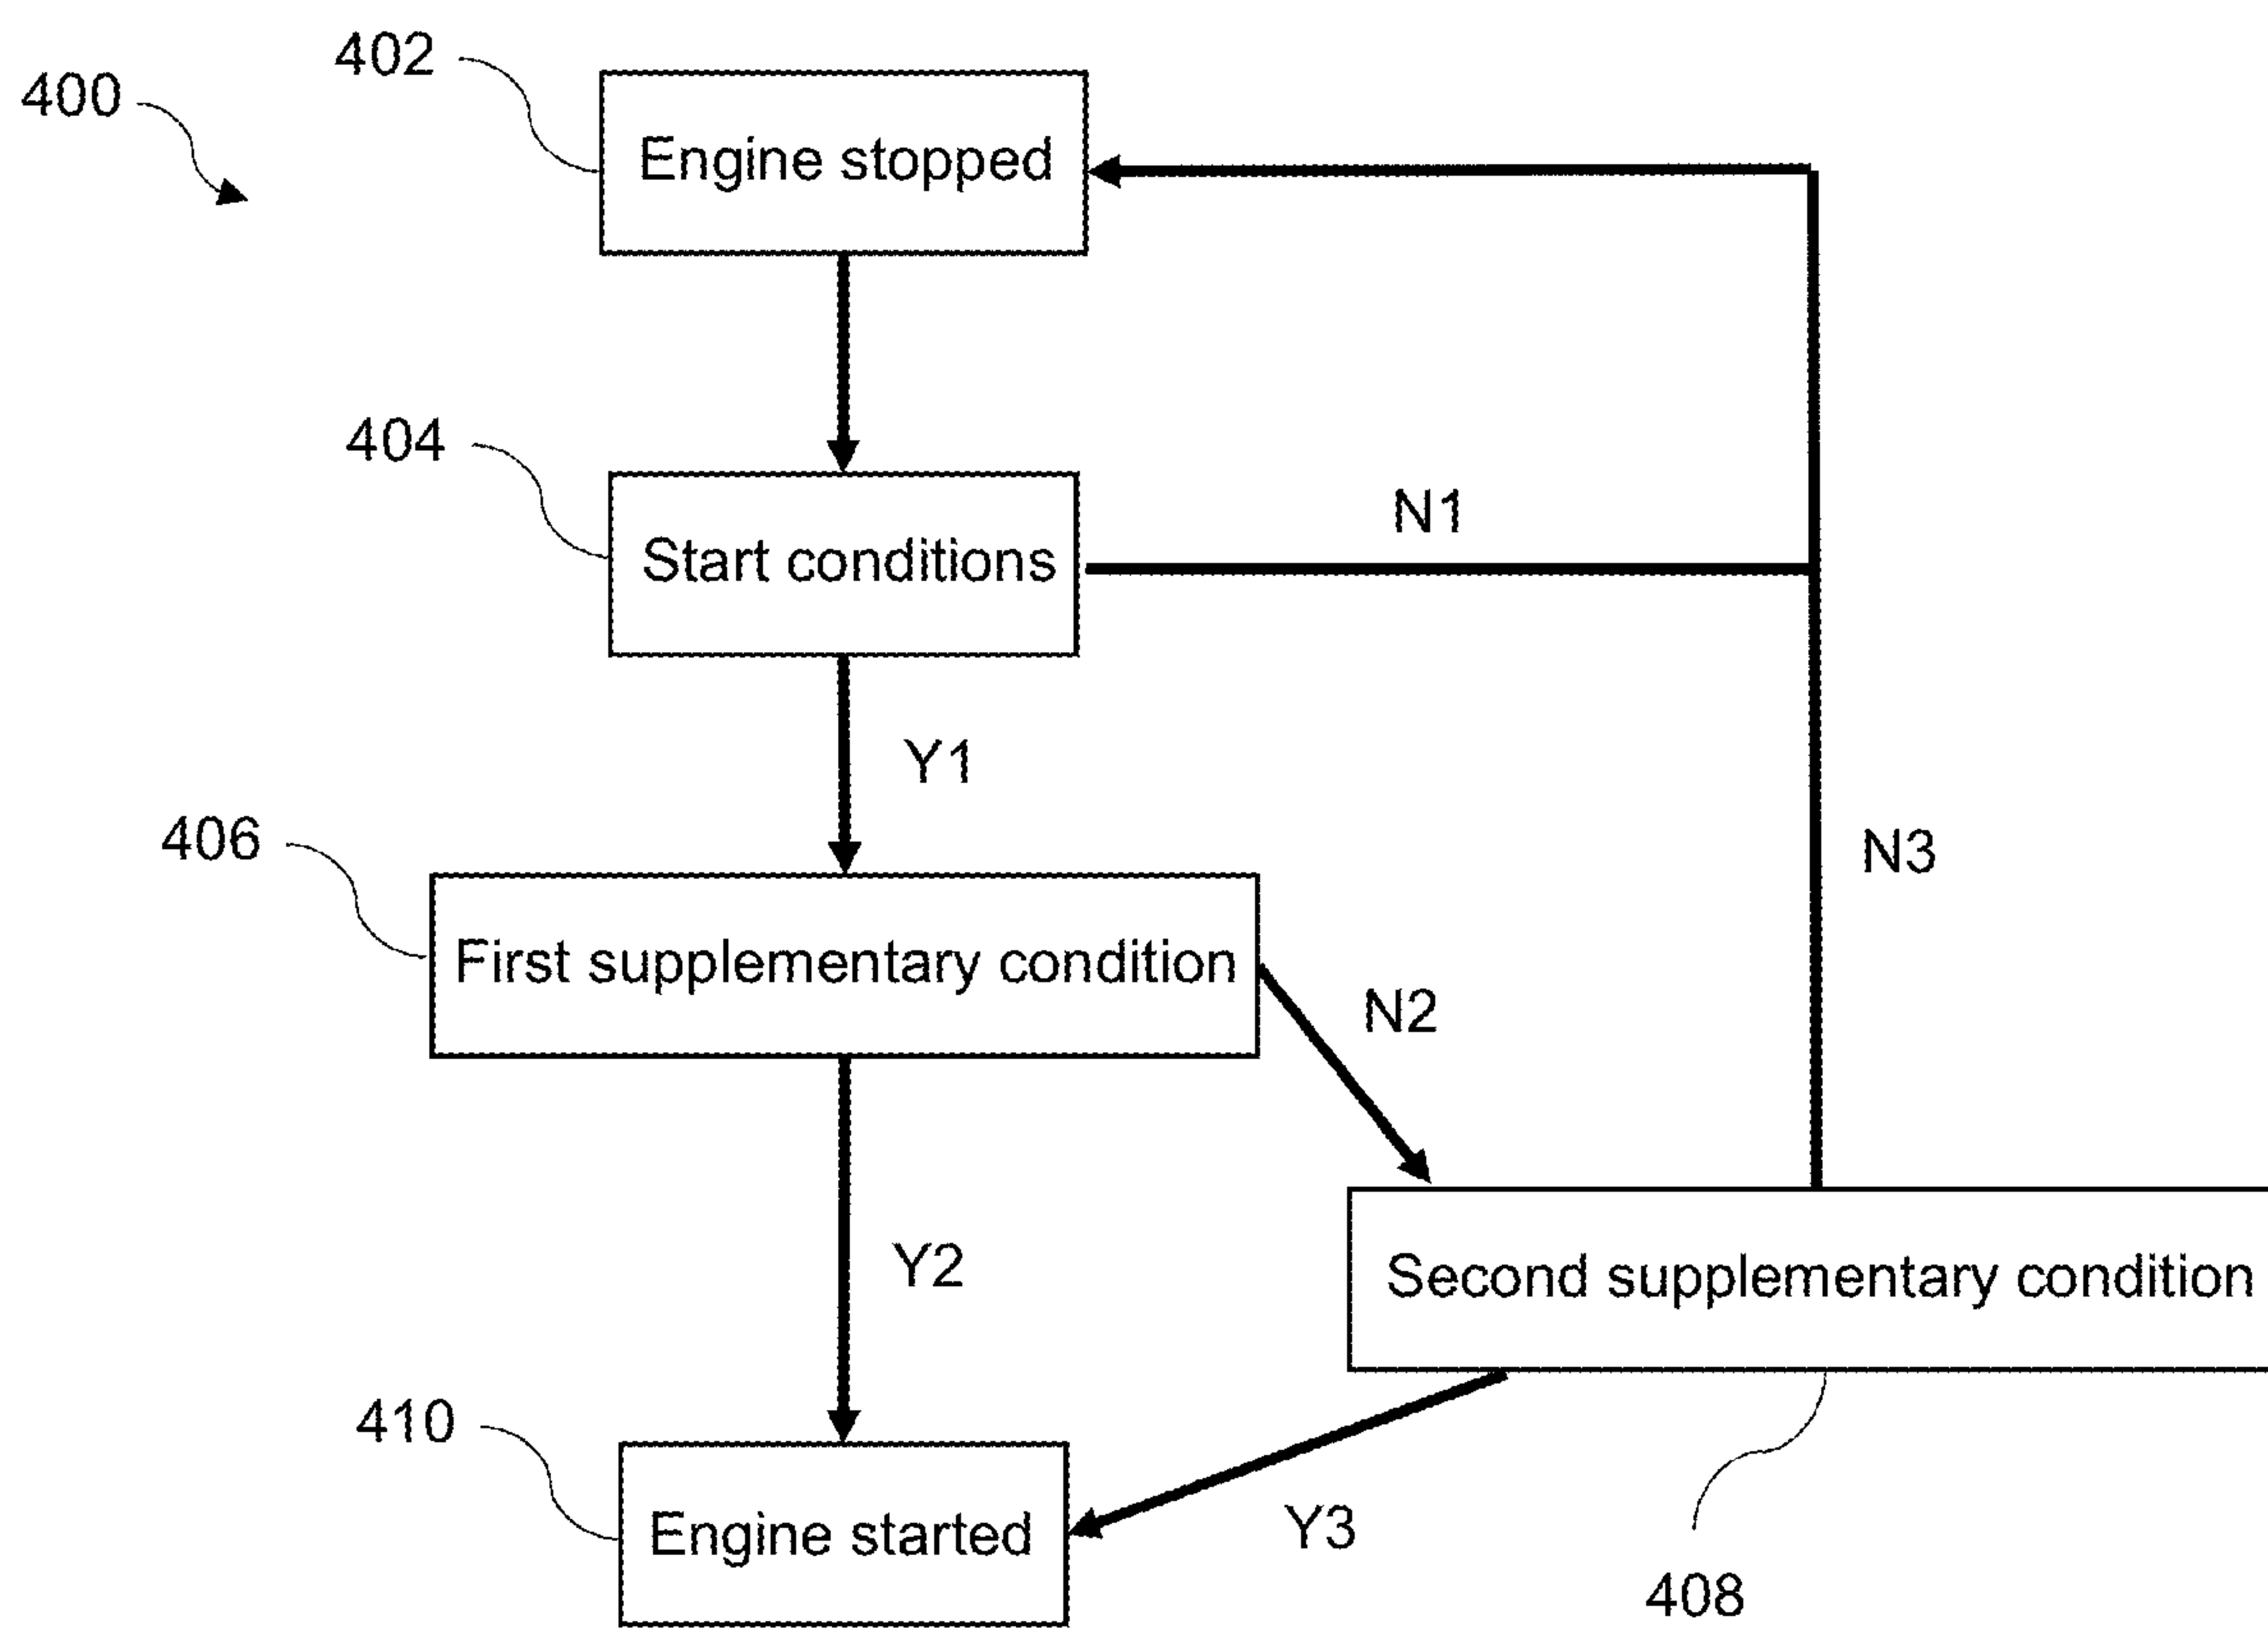 402
400
Engine stopped
404
N1
Start conditions
Y1
406
N3
First supplementary condition
N2
Y2
Second supplementary condition
410
Y3
Engine started
408